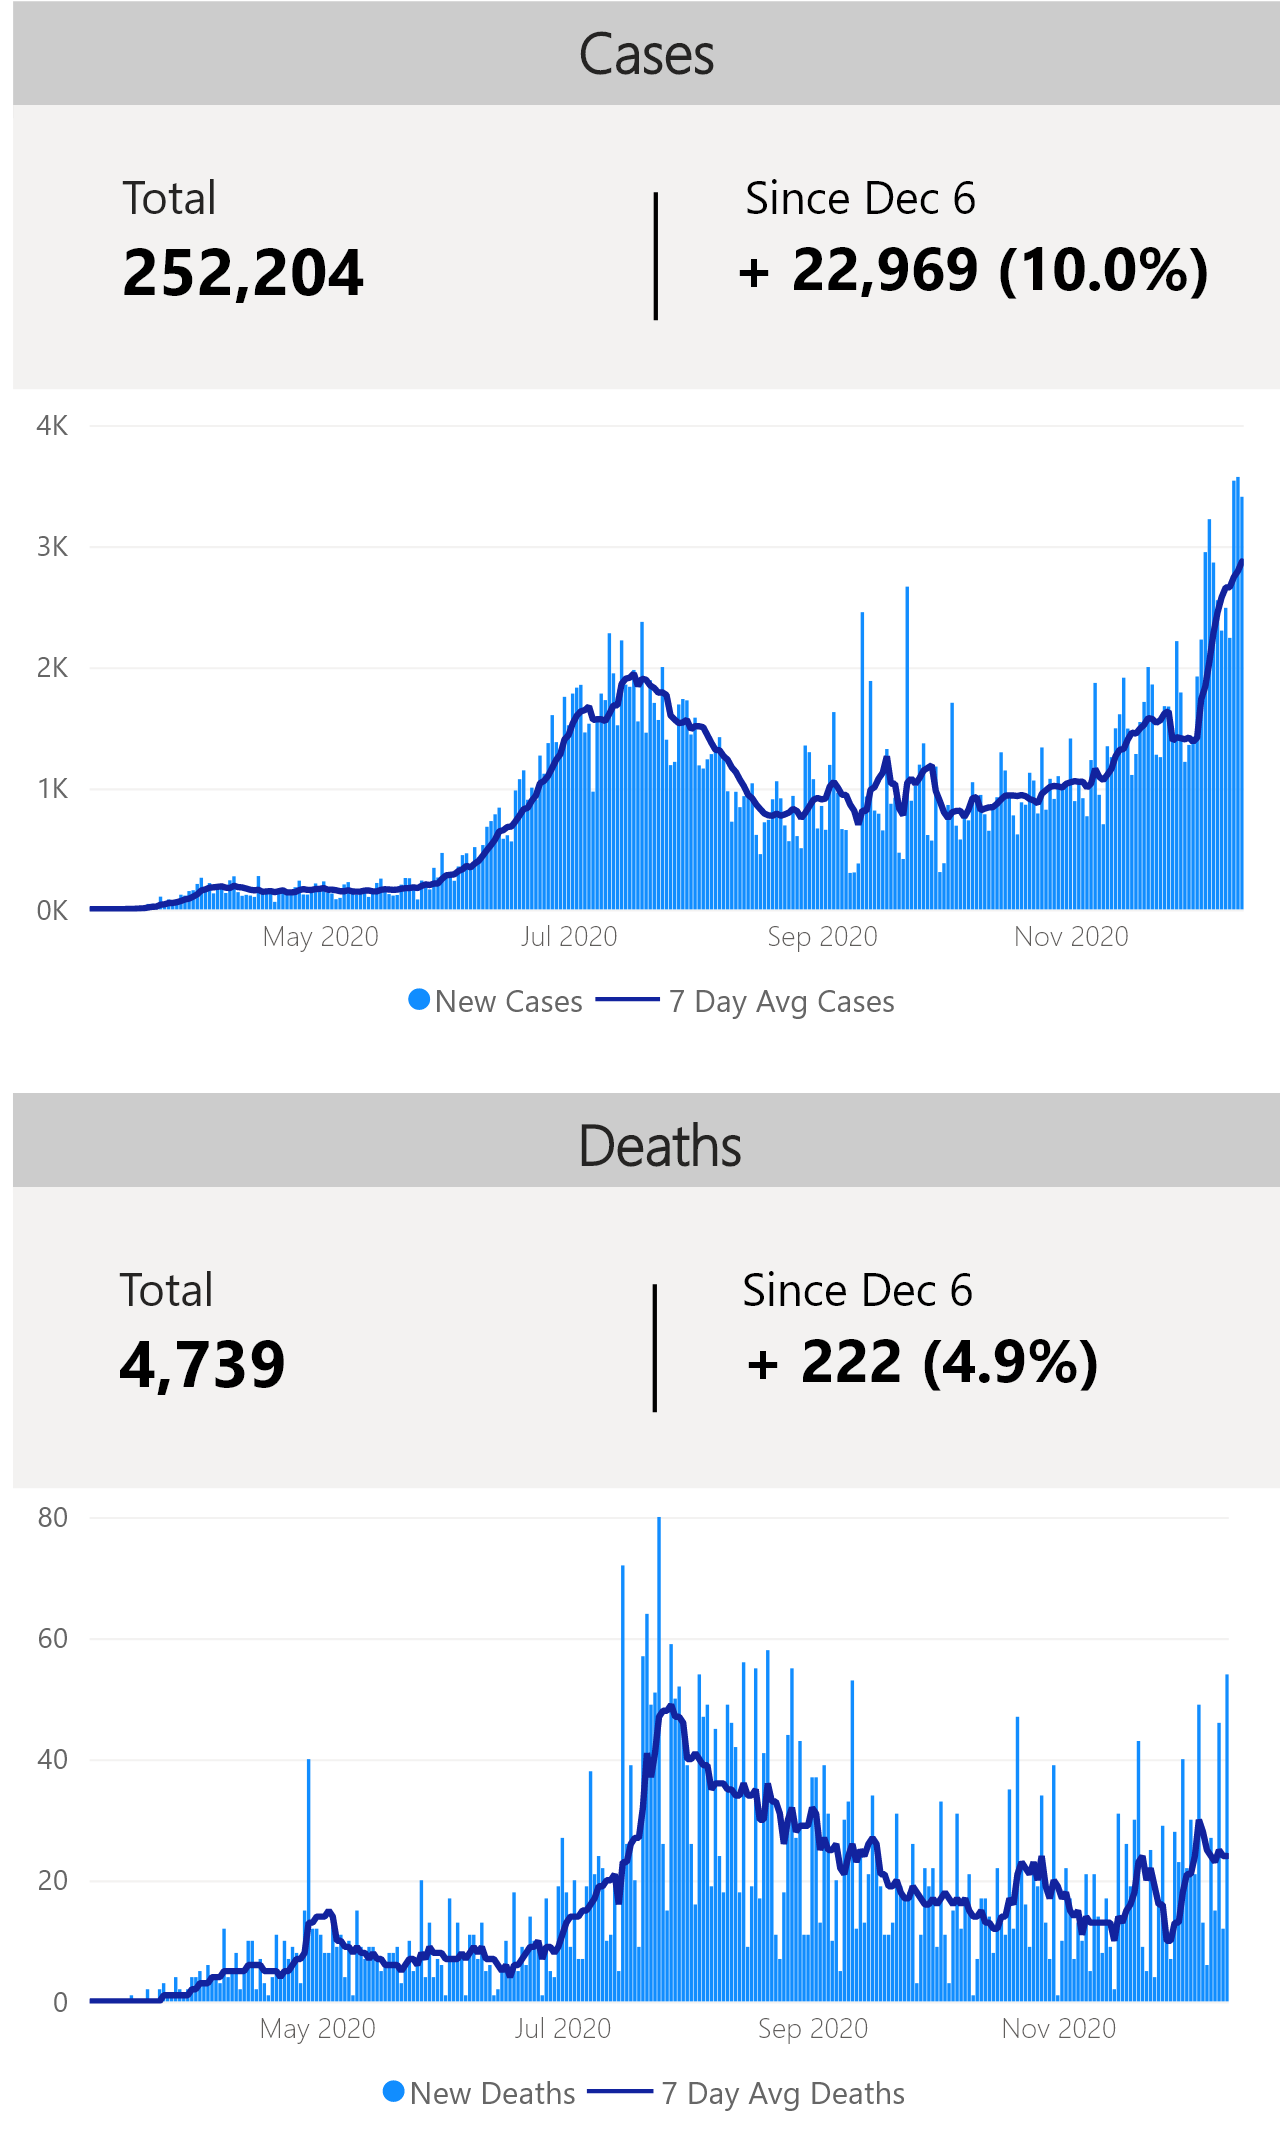 Cases
Total
Since Dec 6
252,204
+ 22,969 (10.0%)
4K
3K
2K
1K
0K
May 2020
Jul 2020
Sep 2020
Nov 2020
New Cases
7 Day Avg Cases
Deaths
Total
Since Dec 6
4,739
+ 222 (4.9%)
80
60
40
20
0
May 2020
Jul 2020
Sep 2020
Nov 2020
New Deaths
7 Day Avg Deaths